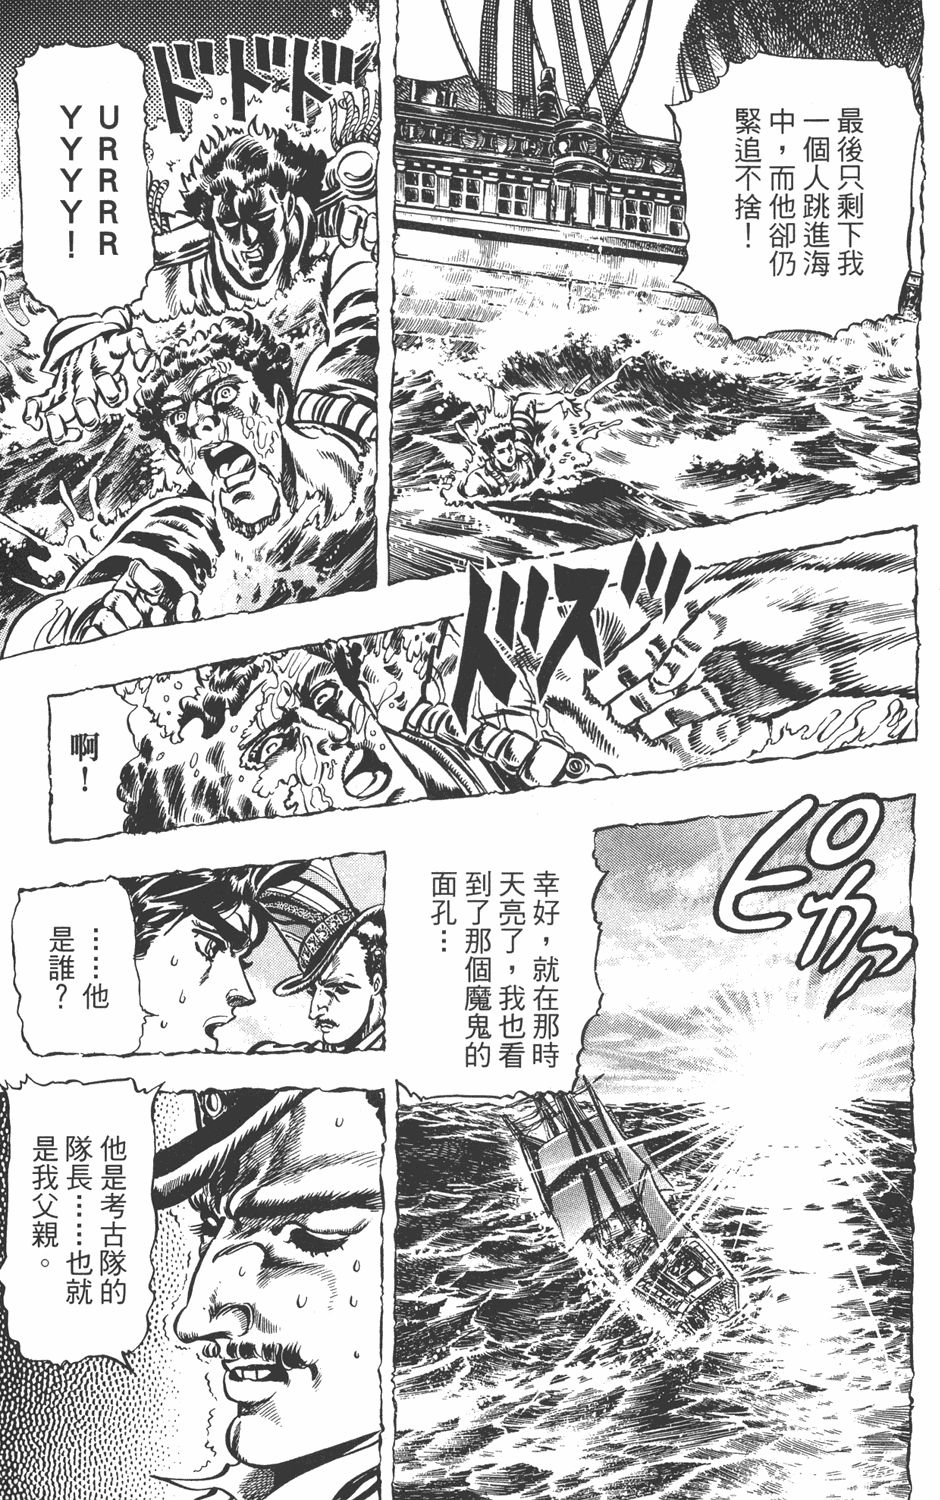 最後只剩下我
一個人跳進海
中，而他卻仍
緊追不捨！
ドドド
URRRR
YYYY！
ドスッ
啊！
ピカァ
幸好，就在那時
天亮了，我也看
到了那個魔鬼的
面孔…
……他
是誰？
他是考古隊的
隊長……也就
是我父親。